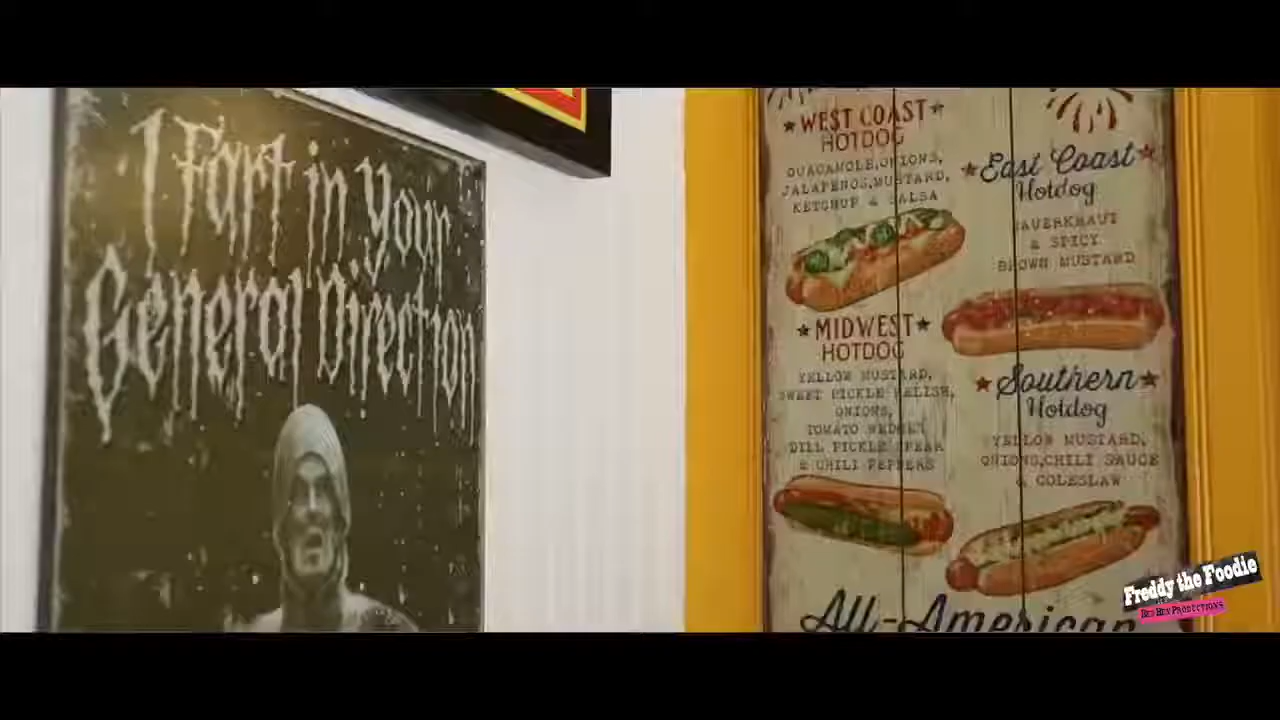 I Fart in Your
General Direction
WEST COAST
HOTDOG
GUACAMOLE,ONIONS,
JALAPENOS,MUSTARD,
KETCHUP & SALSA
East Coast
Hotdog
SAUERKRAUT
& SPICY
BROWN MUSTARD
MIDWEST
HOTDOG
YELLOW MUSTARD,
SWEET PICKLE RELISH,
ONIONS,
TOMATO WEDGE,
DILL PICKLE SPEAR
& CHILI PEPPERS
Southern
Hotdog
YELLOW MUSTARD,
ONIONS,CHILI SAUCE
& COLESLAW
All-American
Freddy the Foodie